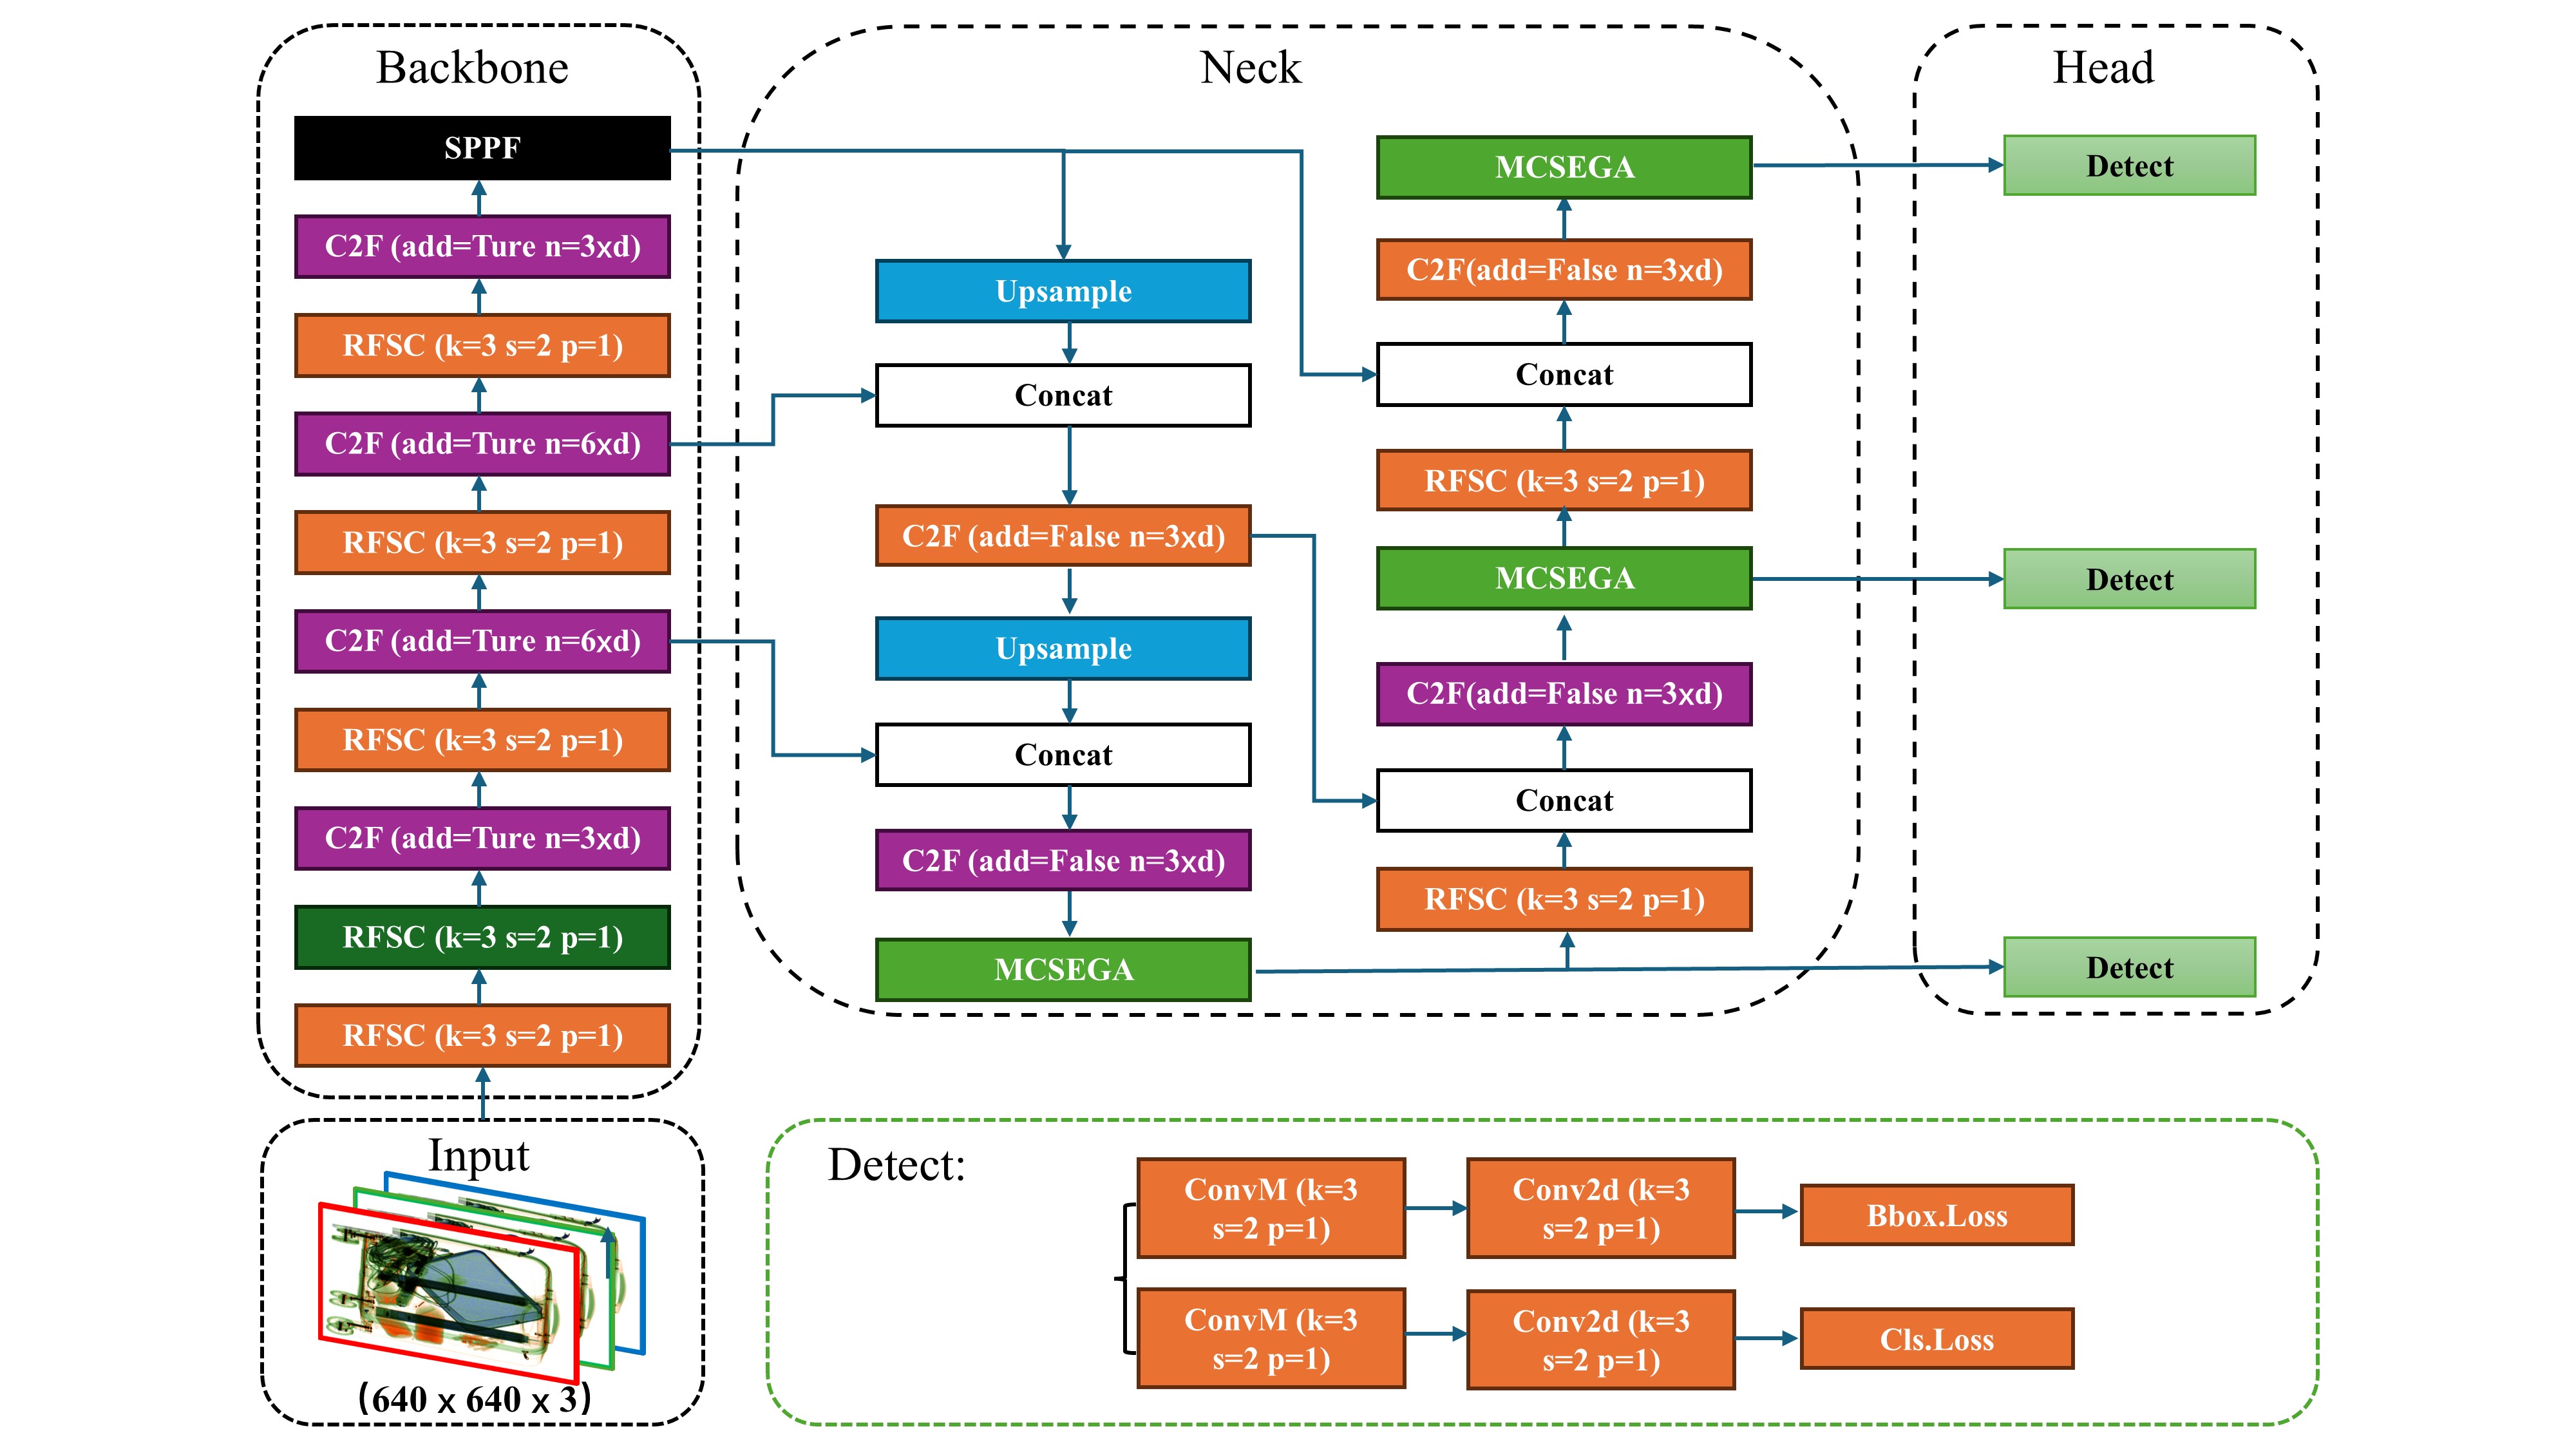 Backbone
SPPF
C2F (add=Ture n=3xd)
RFSC (k=3 s=2 p=1)
C2F (add=Ture n=6xd)
RFSC (k=3 s=2 p=1)
C2F (add=Ture n=6xd)
RFSC (k=3 s=2 p=1)
C2F (add=Ture n=3xd)
RFSC (k=3 s=2 p=1)
RFSC (k=3 s=2 p=1)
Input
(640 x 640 x 3)
Neck
Upsample
Concat
C2F (add=False n=3xd)
Upsample
Concat
C2F (add=False n=3xd)
MCSEGA
MCSEGA
C2F(add=False n=3xd)
Concat
RFSC (k=3 s=2 p=1)
MCSEGA
C2F(add=False n=3xd)
Concat
RFSC (k=3 s=2 p=1)
Head
Detect
Detect
Detect
Detect:
ConvM (k=3
s=2 p=1)
Conv2d (k=3
s=2 p=1)
Bbox.Loss
ConvM (k=3
s=2 p=1)
Conv2d (k=3
s=2 p=1)
Cls.Loss